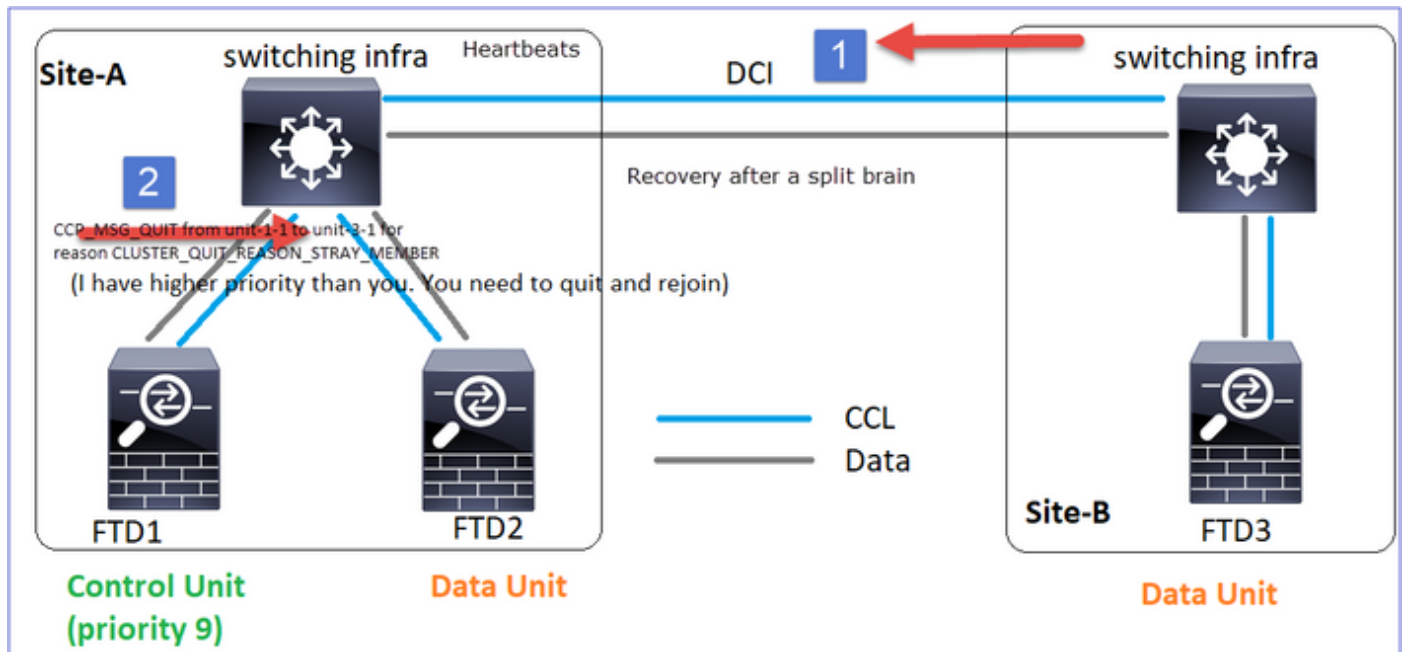 Site-A
switching infra
Heartbeats
DCI
1
switching infra
2
Recovery after a split brain
CCP_MSG_QUIT from unit-1-1 to unit-3-1 for
reason CLUSTER_QUIT_REASON_STRAY_MEMBER
(I have higher priority than you. You need to quit and rejoin)
CCL
Data
FTD1
FTD2
Site-B
FTD3
Control Unit
(priority 9)
Data Unit
Data Unit